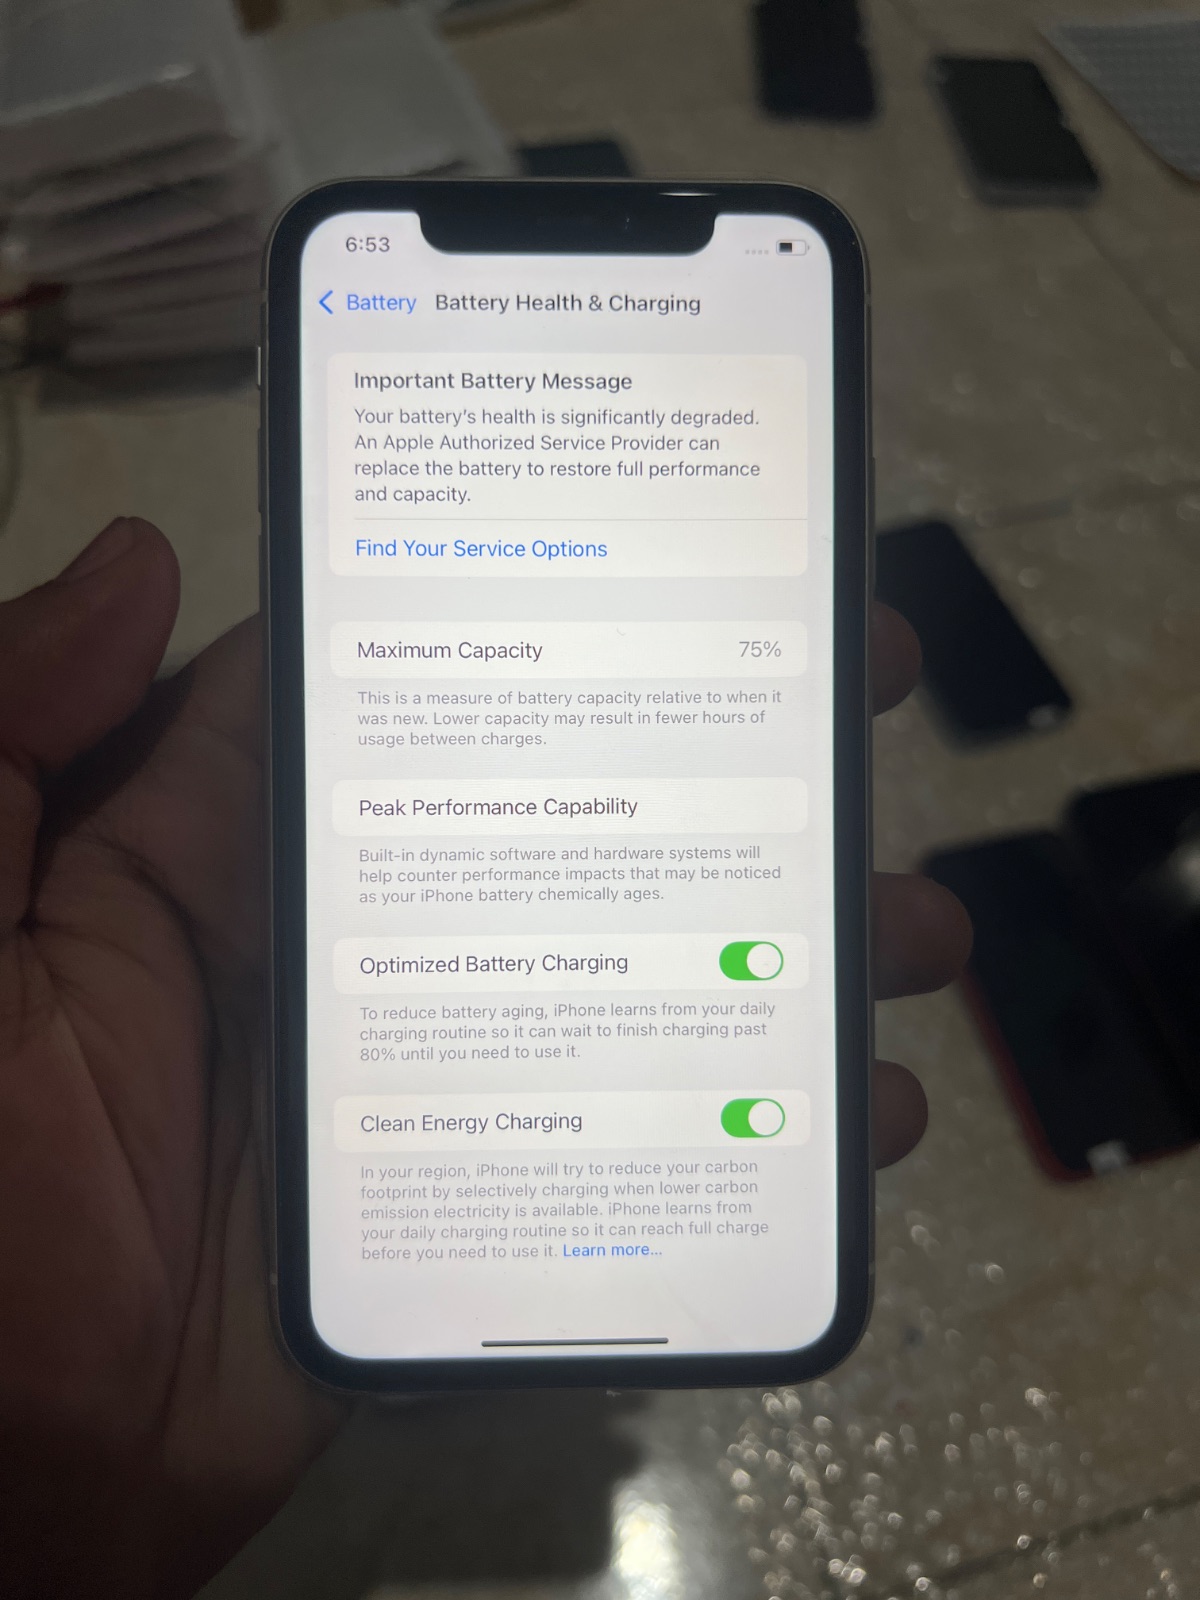 6:53
Battery Battery Health & Charging
Important Battery Message
Your battery's health is significantly degraded.
An Apple Authorized Service Provider can
replace the battery to restore full performance
and capacity.
Find Your Service Options
Maximum Capacity 75%
This is a measure of battery capacity relative to when it
was new. Lower capacity may result in fewer hours of
usage between charges.
Peak Performance Capability
Built-in dynamic software and hardware systems will
help counter performance impacts that may be noticed
as your iPhone battery chemically ages.
Optimized Battery Charging
To reduce battery aging, iPhone learns from your daily
charging routine so it can wait to finish charging past
80% until you need to use it.
Clean Energy Charging
In your region, iPhone will try to reduce your carbon
footprint by selectively charging when lower carbon
emission electricity is available. iPhone learns from
your daily charging routine so it can reach full charge
before you need to use it. Learn more...